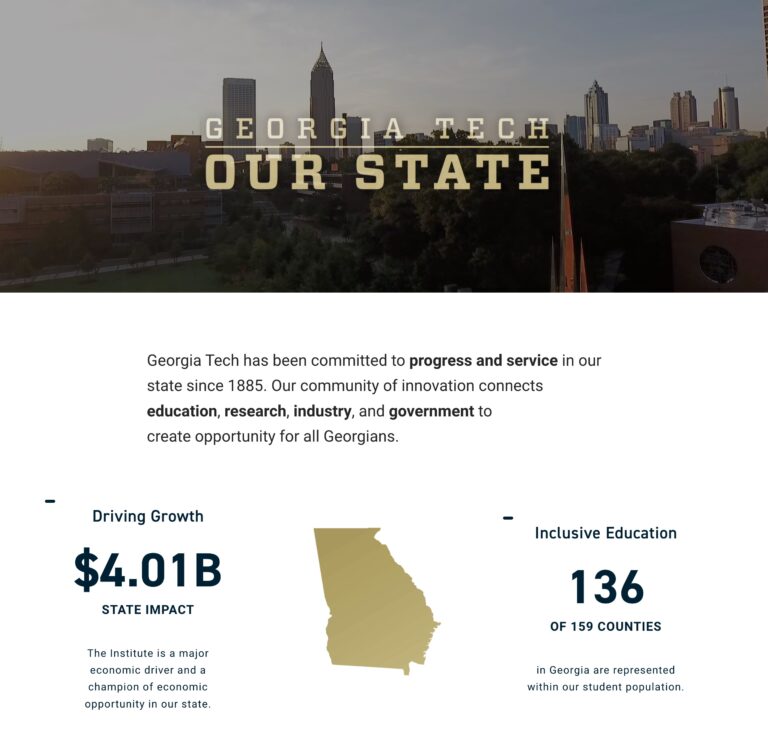 GEORGIA TECH
OUR STATE
Georgia Tech has been committed to progress and service in our
state since 1885. Our community of innovation connects
education, research, industry, and government to
create opportunity for all Georgians.
Driving Growth
$4.01B
STATE IMPACT
The Institute is a major
economic driver and a
champion of economic
opportunity in our state.
Inclusive Education
136
OF 159 COUNTIES
in Georgia are represented
within our student population.